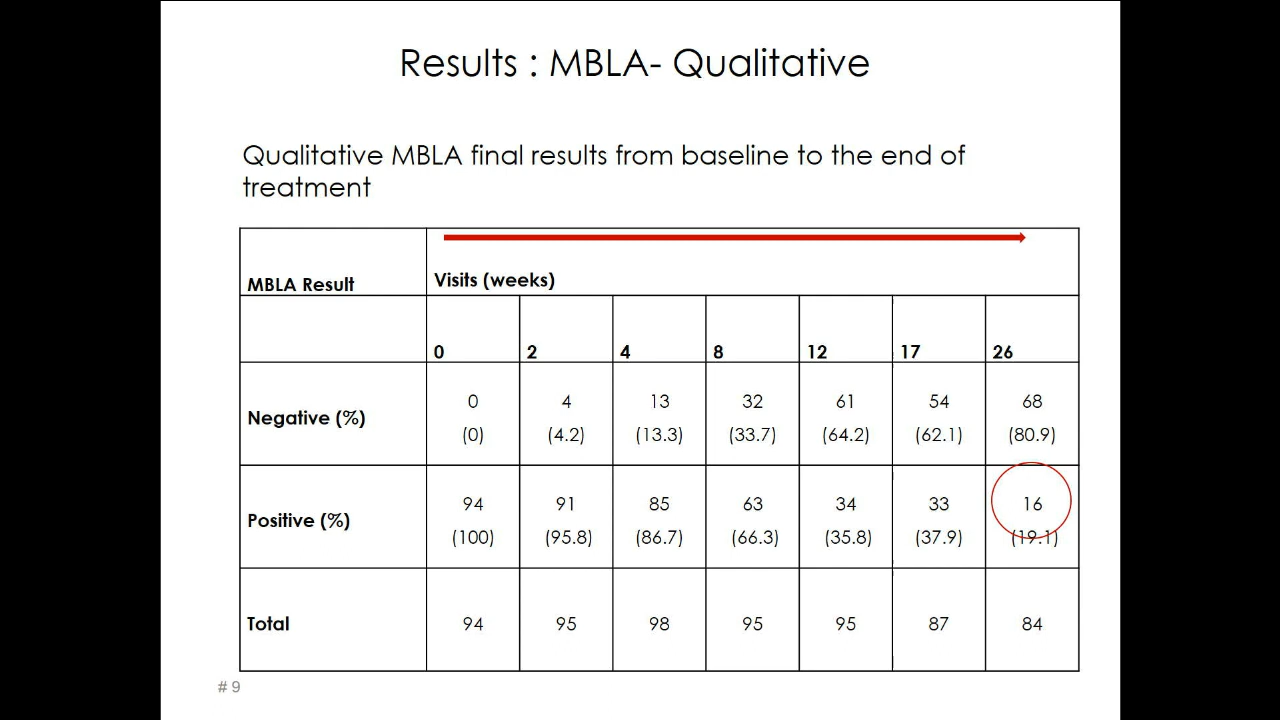 Results : MBLA- Qualitative
Qualitative MBLA final results from baseline to the end of
treatment
MBLA Result Visits (weeks)
0 2 4 8 12 17 26
Negative (%) 0 4 13 32 61 54 68
(0) (4.2) (13.3) (33.7) (64.2) (62.1) (80.9)
Positive (%) 94 91 85 63 34 33 16
(100) (95.8) (86.7) (66.3) (35.8) (37.9) (19.1)
Total 94 95 98 95 95 87 84
# 9